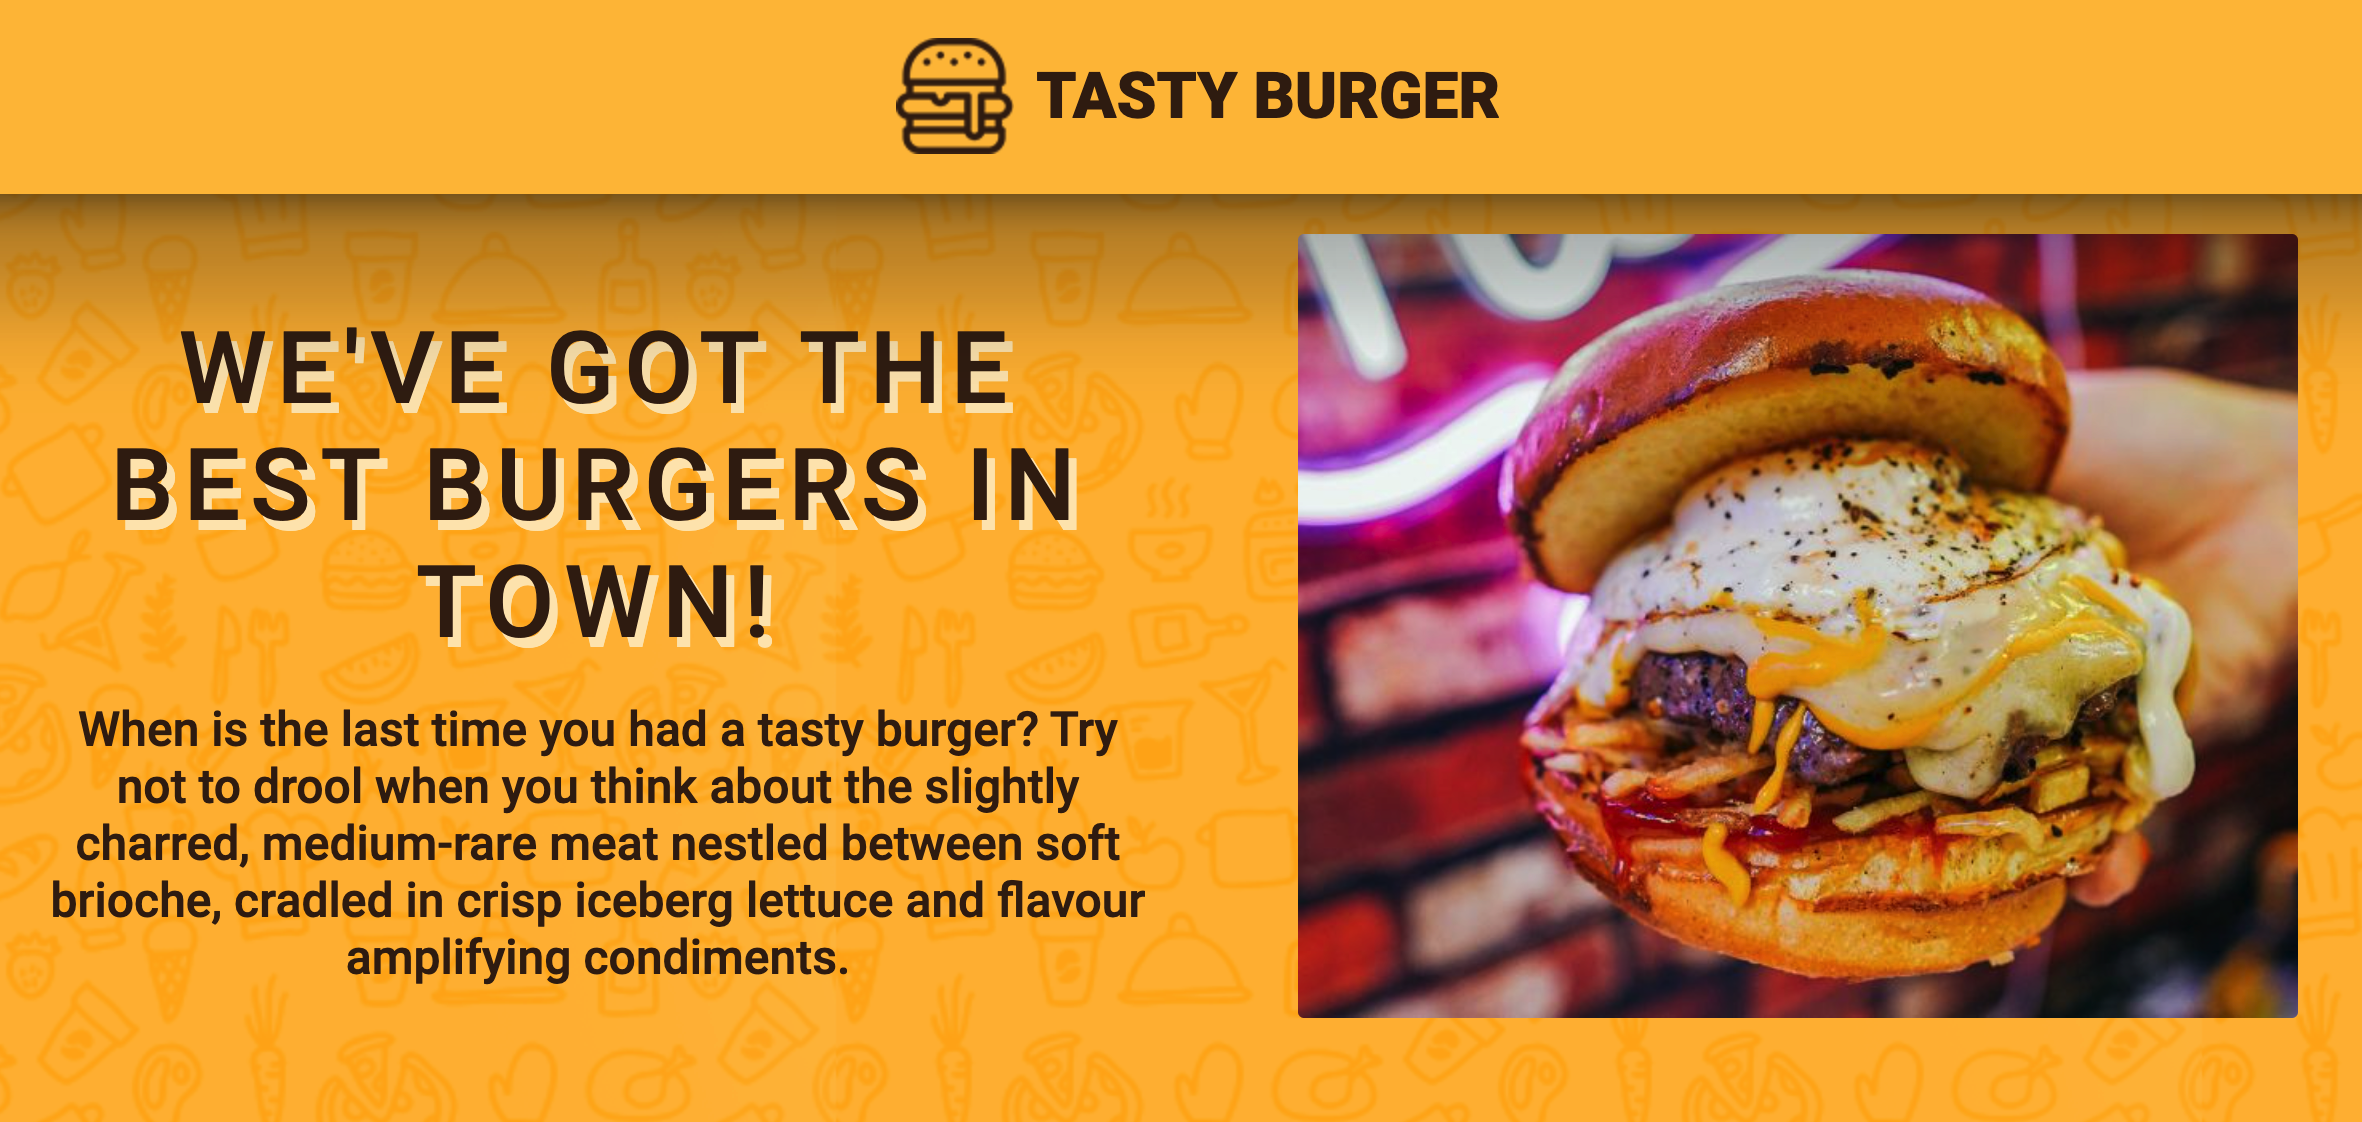 TASTY BURGER
WE'VE GOT THE
BEST BURGERS IN
TOWN!
When is the last time you had a tasty burger? Try
not to drool when you think about the slightly
charred, medium-rare meat nestled between soft
brioche, cradled in crisp iceberg lettuce and flavour
amplifying condiments.